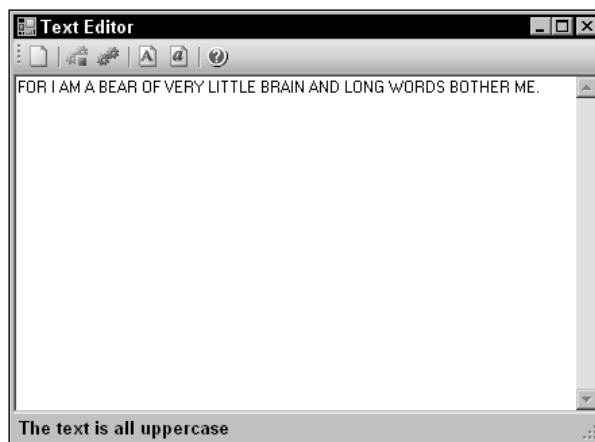 Text Editor
A a ?
FOR I AM A BEAR OF VERY LITTLE BRAIN AND LONG WORDS BOTHER ME.
The text is all uppercase